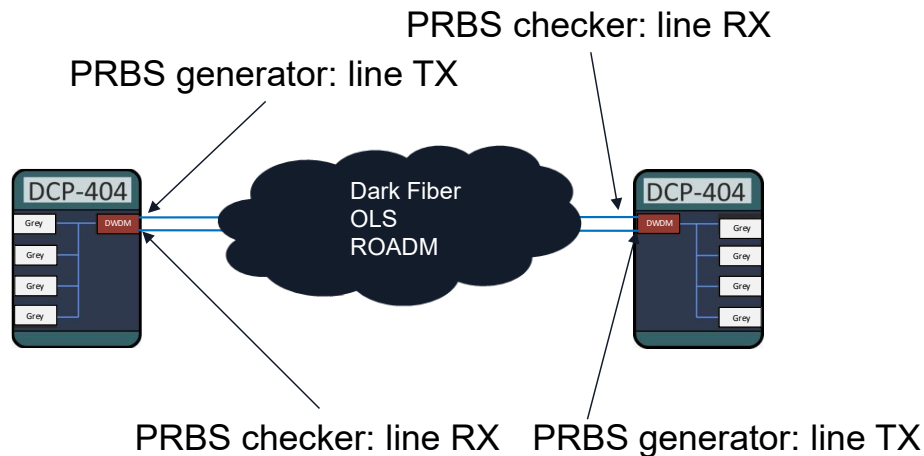 PRBS checker: line RX
PRBS generator: line TX
DCP-404
Grey
DWDM
Grey
Grey
Grey
Dark Fiber
OLS
ROADM
DCP-404
DWDM
Grey
Grey
Grey
Grey
PRBS checker: line RX
PRBS generator: line TX